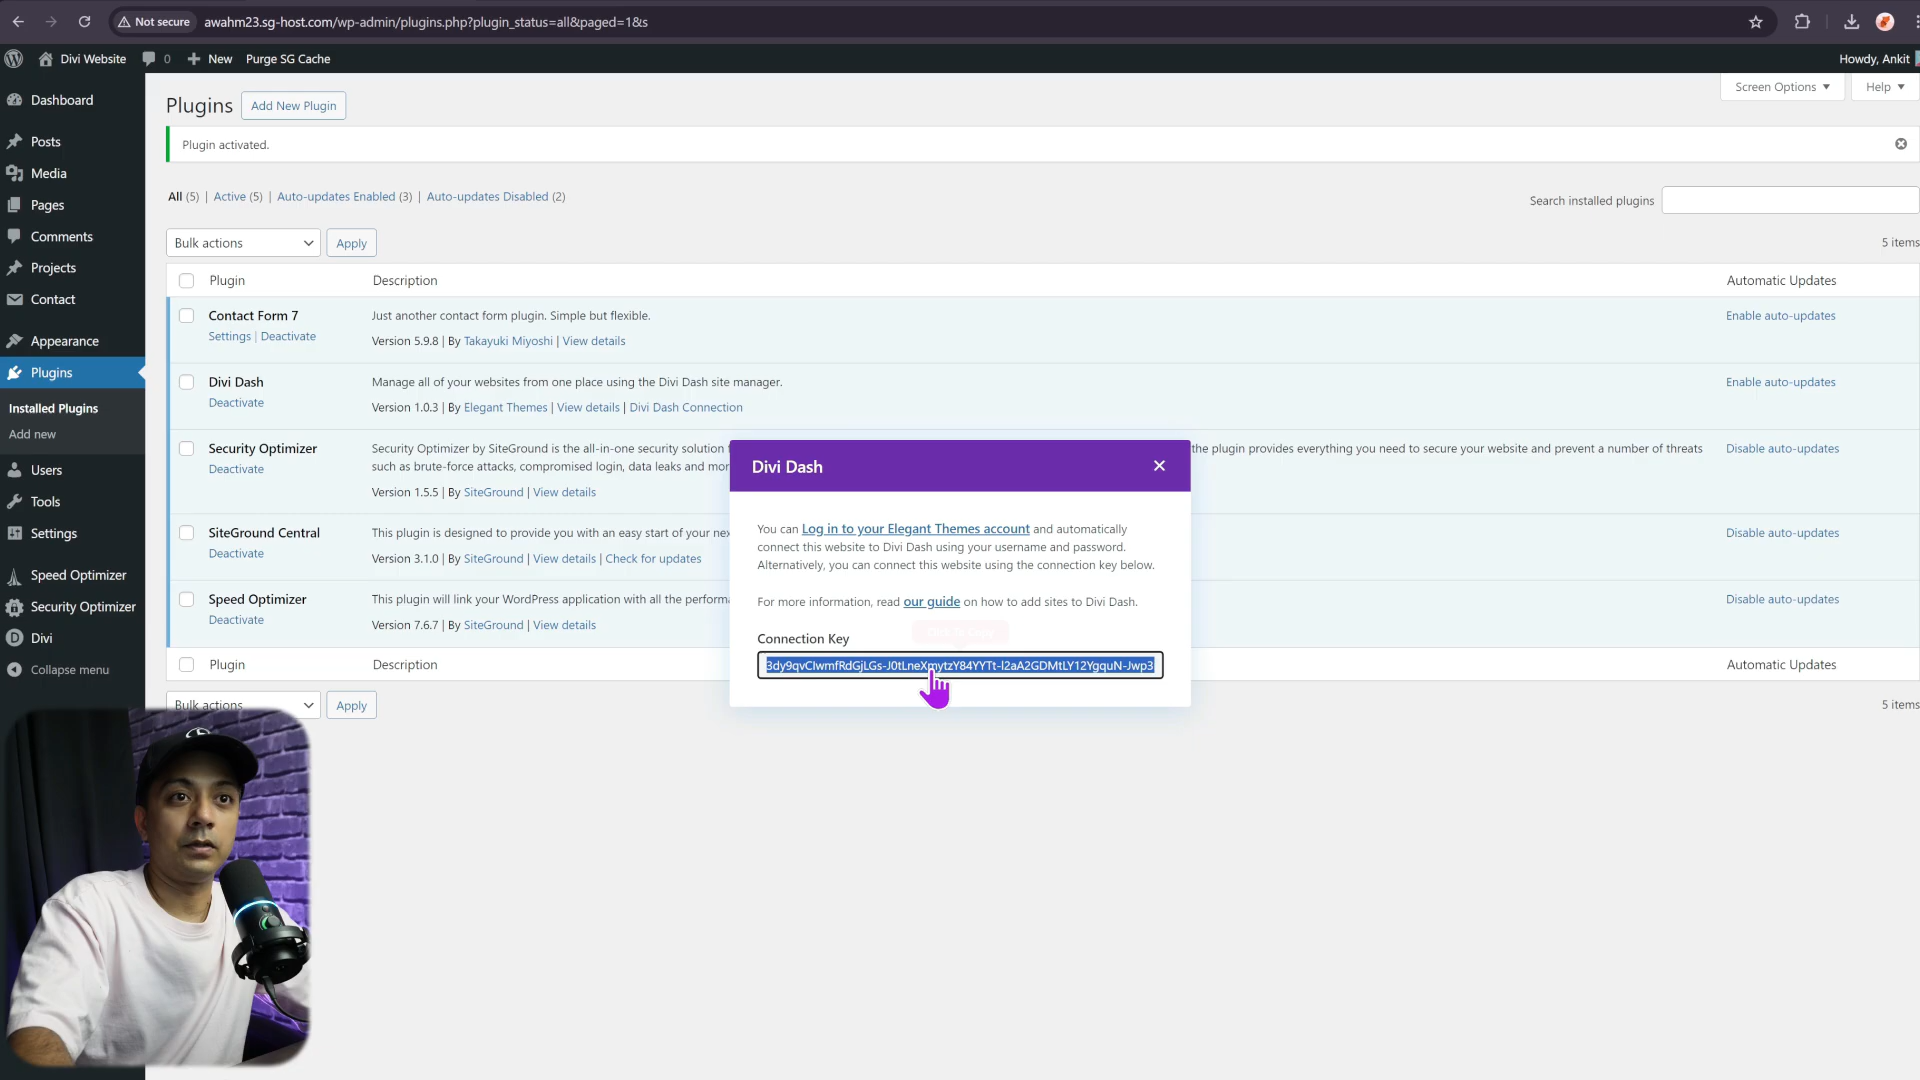 Not secure
awahm23.sg-host.com/wp-admin/plugins.php?plugin_status=all&paged=1&s
Divi Website
0
New
Purge SG Cache
Howdy, Ankit
Dashboard
Posts
Media
Pages
Comments
Projects
Contact
Appearance
Plugins
Installed Plugins
Add new
Users
Tools
Settings
Speed Optimizer
Security Optimizer
Divi
Collapse menu
Plugins
Add New Plugin
Screen Options
Help
Plugin activated.
All (5) | Active (5) | Auto-updates Enabled (3) | Auto-updates Disabled (2)
Search installed plugins
Bulk actions
Apply
5 items
Plugin
Description
Automatic Updates
Contact Form 7
Settings | Deactivate
Just another contact form plugin. Simple but flexible.
Version 5.9.8 | By Takayuki Miyoshi | View details
Enable auto-updates
Divi Dash
Deactivate
Manage all of your websites from one place using the Divi Dash site manager.
Version 1.0.3 | By Elegant Themes | View details | Divi Dash Connection
Enable auto-updates
Security Optimizer
Deactivate
Security Optimizer by SiteGround is the all-in-one security solution
the plugin provides everything you need to secure your website and prevent a number of threats
such as brute-force attacks, compromised login, data leaks and
Version 1.5.5 | By SiteGround | View details
Disable auto-updates
SiteGround Central
Deactivate
This plugin is designed to provide you with an easy start of your
Version 3.1.0 | By SiteGround | View details | Check for updates
Disable auto-updates
Speed Optimizer
Deactivate
This plugin will link your WordPress application with all the
Version 7.6.7 | By SiteGround | View details
Disable auto-updates
Plugin
Description
Automatic Updates
Bulk actions
Apply
5 items
Divi Dash
You can Log in to your Elegant Themes account and automatically
connect this website to Divi Dash using your username and password.
Alternatively, you can connect this website using the connection key below.
For more information, read our guide on how to add sites to Divi Dash.
Connection Key